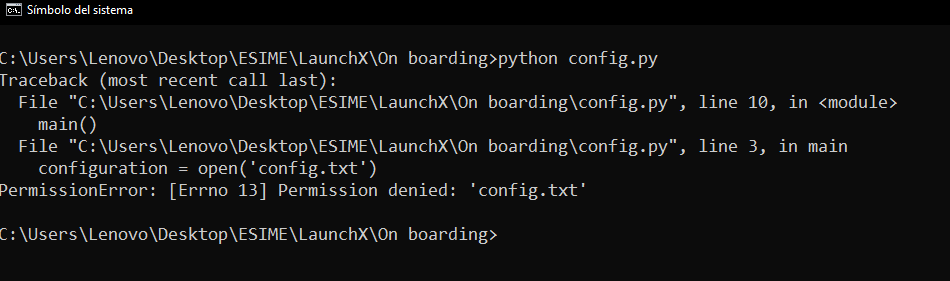 Símbolo del sistema
C:\Users\Lenovo\Desktop\ESIME\LaunchX\On boarding>python config.py
Traceback (most recent call last):
  File "C:\Users\Lenovo\Desktop\ESIME\LaunchX\On boarding\config.py", line 10, in <module>
    main()
  File "C:\Users\Lenovo\Desktop\ESIME\LaunchX\On boarding\config.py", line 3, in main
    configuration = open('config.txt')
PermissionError: [Errno 13] Permission denied: 'config.txt'
C:\Users\Lenovo\Desktop\ESIME\LaunchX\On boarding>